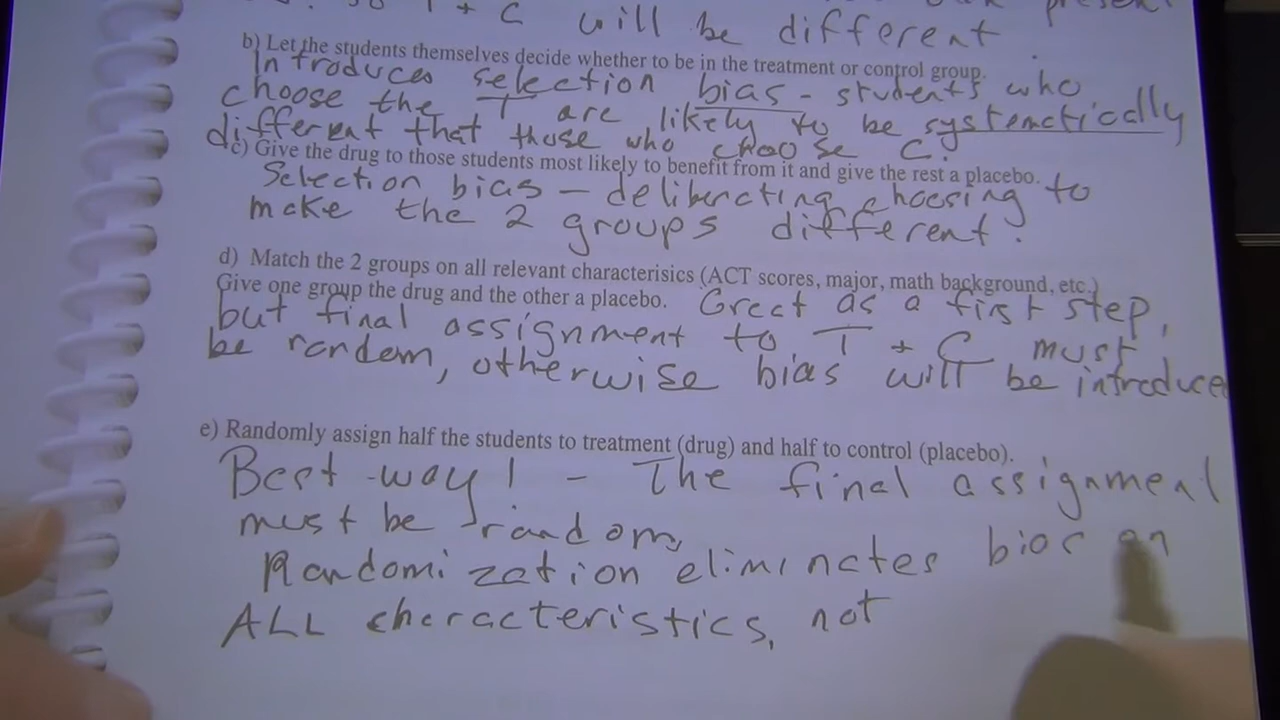 T + C will be different.
b) Let the students themselves decide whether to be in the treatment or control group.
Introduces selection bias - students who
choose the T are likely to be systematically
different that those who choose C.
c) Give the drug to those students most likely to benefit from it and give the rest a placebo.
Selection bias - deliberating choosing to
make the 2 groups different.
d) Match the 2 groups on all relevant characterisics (ACT scores, major, math background, etc.)
Give one group the drug and the other a placebo. Great as a first step,
but final assignment to T + C must
be random, otherwise bias will be introduce
e) Randomly assign half the students to treatment (drug) and half to control (placebo).
Best way! - The final assignment
must be random,
Randomization eliminates bias on
ALL characteristics, not